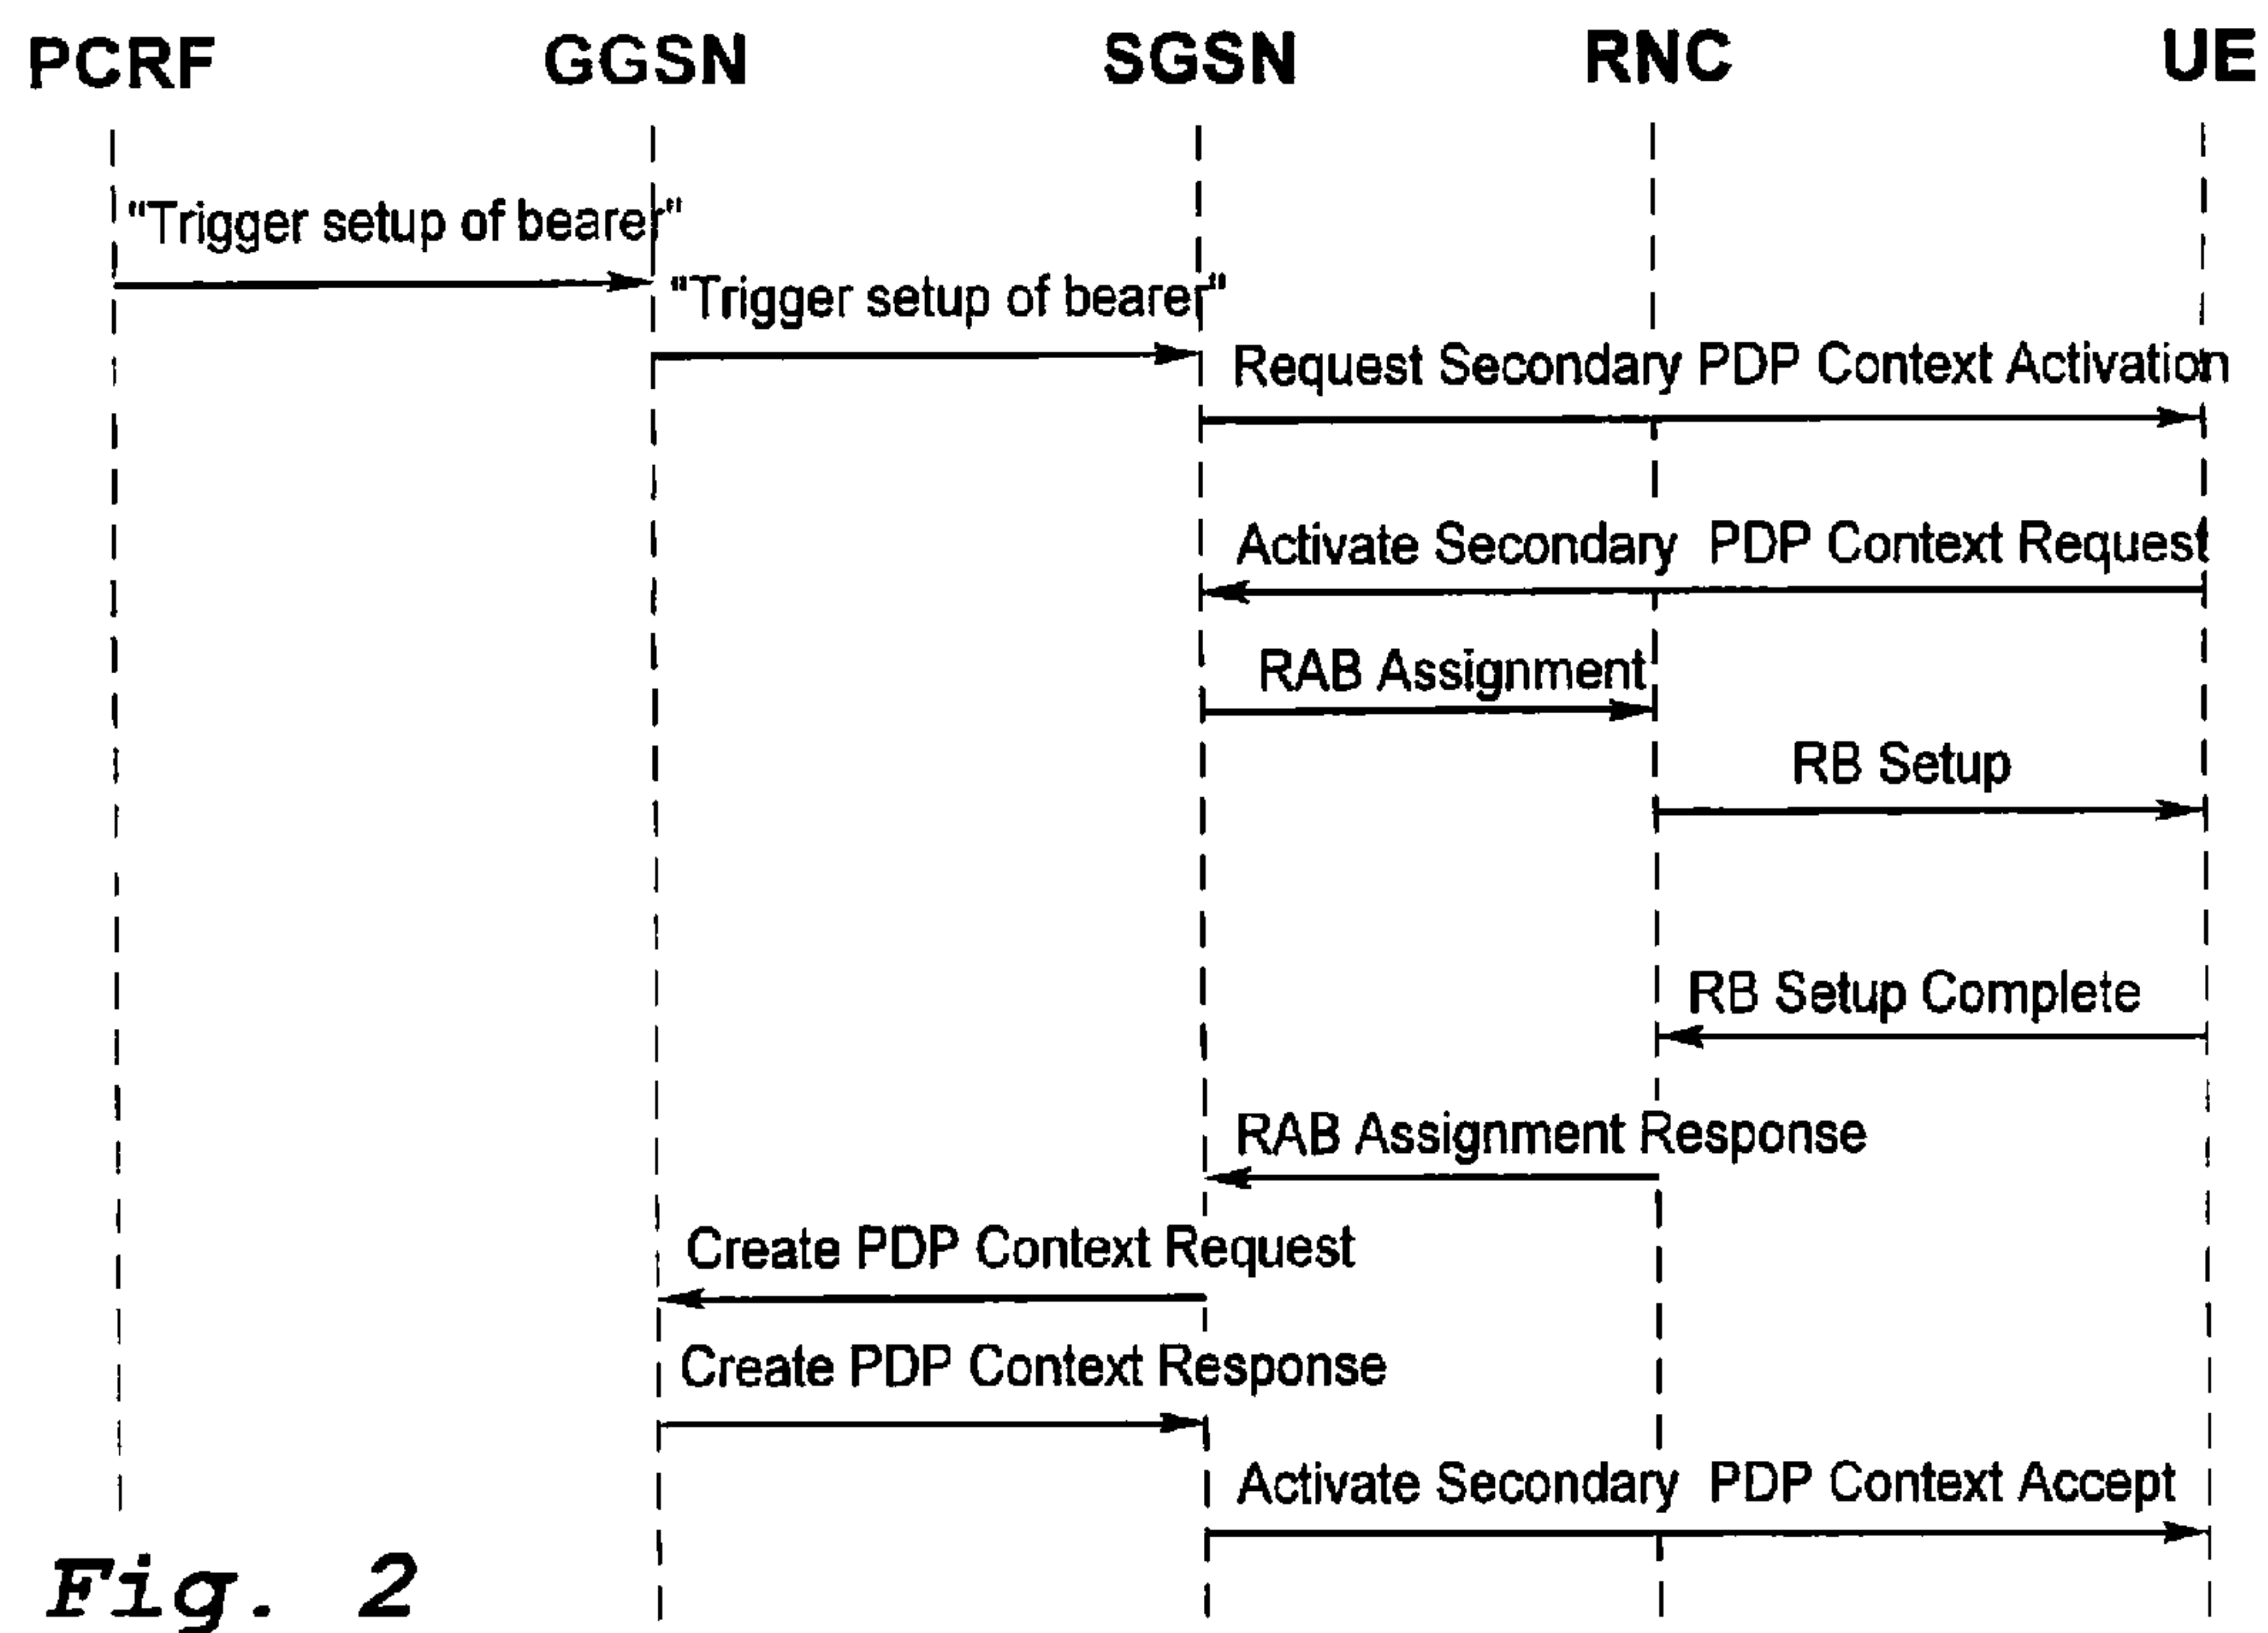 PCRF GGSN SGSN RNC UE
"Trigger setup of bearer"
"Trigger setup of bearer"
Request Secondary PDP Context Activation
Activate Secondary PDP Context Request
RAB Assignment
RB Setup
RB Setup Complete
RAB Assignment Response
Create PDP Context Request
Create PDP Context Response
Activate Secondary PDP Context Accept
Fig. 2